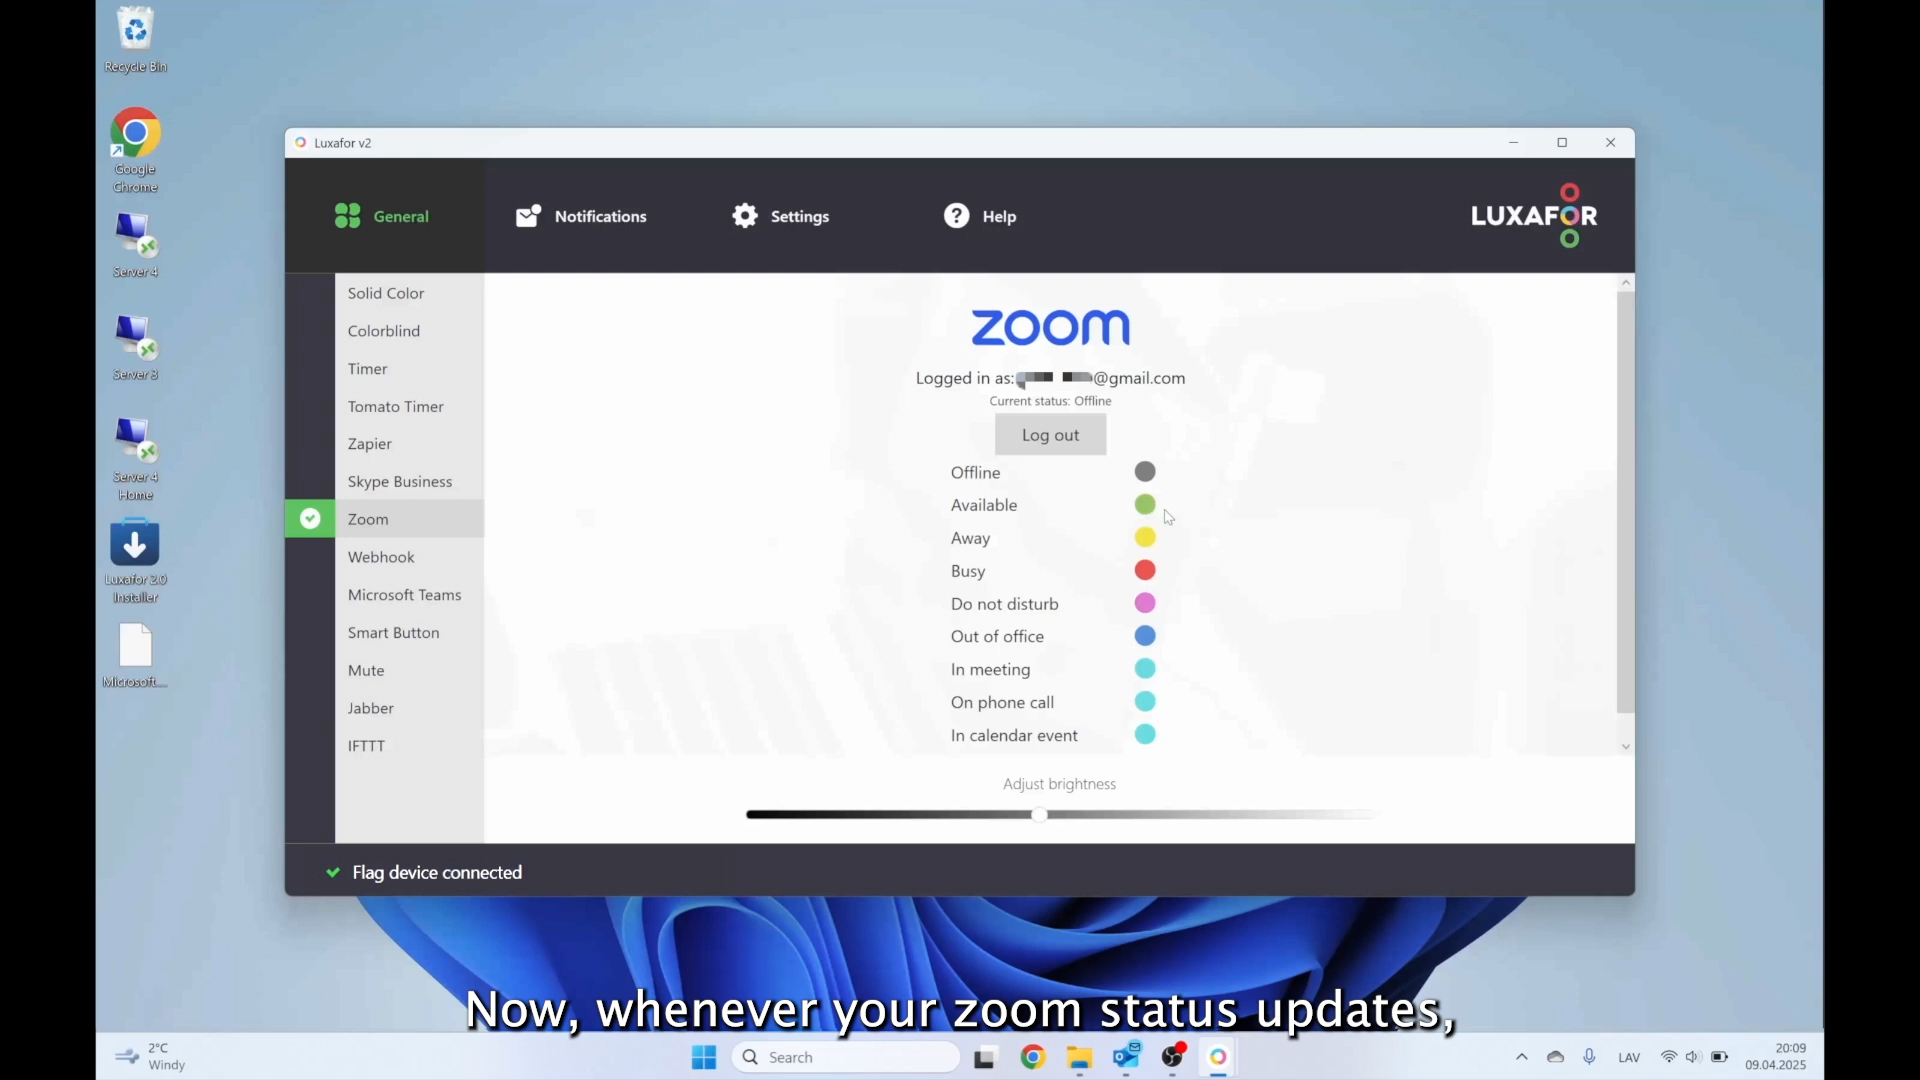 Recycle Bin
Google
Chrome
Server 4
Server 3
Server 4
Home
Luxafor 2.0
Installer
Microsoft....
Luxafor v2
General
Notifications
Settings
? Help
LUXAFOR
Solid Color
Colorblind
Timer
Tomato Timer
Zapier
Skype Business
Zoom
Webhook
Microsoft Teams
Smart Button
Mute
Jabber
IFTTT
zoom
Logged in as: @gmail.com
Current status: Offline
Log out
Offline
Available
Away
Busy
Do not disturb
Out of office
In meeting
On phone call
In calendar event
Adjust brightness
Flag device connected
Now, whenever your zoom status updates,
2°C
Windy
Search
LAV
20:09
09.04.2025